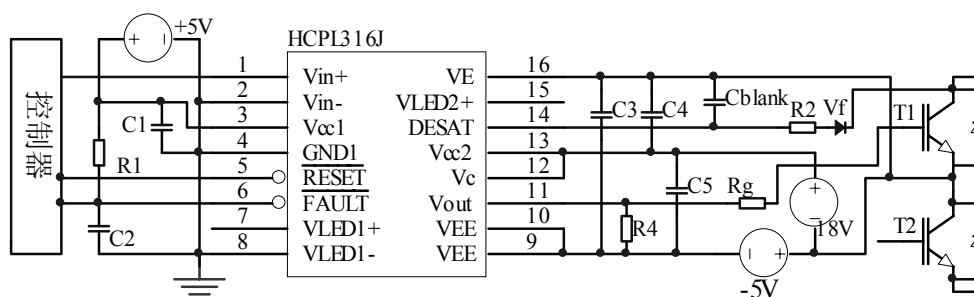 +5V
HCPL316J
控制器
C1
R1
C2
1 Vin+
2 Vin-
3 Vcc1
4 GND1
5 RESET
6 FAULT
7 VLED1+
8 VLED1-
VE 16
VLED2+ 15
DESAT 14
Vcc2 13
Vc 12
Vout 11
VEE 10
VEE 9
C3
C4
Cblank
R2
Vf
T1
C5
Rg
R4
18V
-5V
T2